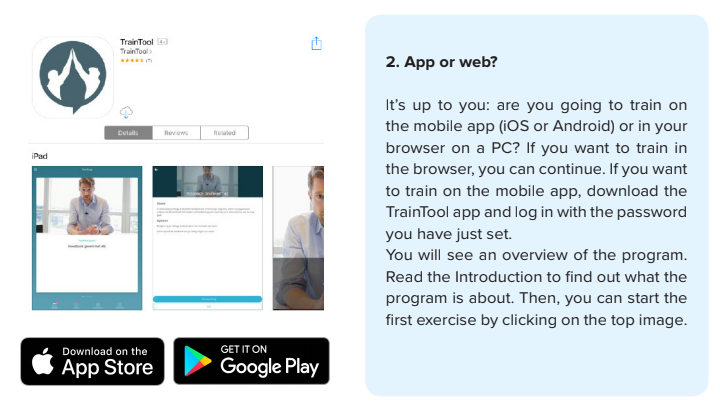 TrainTool 4+
TrainTool >
★★★★★ (7)
Details
Reviews
Related
iPad
Download on the
App Store
GET IT ON
Google Play
2. App or web?
It's up to you: are you going to train on
the mobile app (iOS or Android) or in your
browser on a PC? If you want to train in
the browser, you can continue. If you want
to train on the mobile app, download the
TrainTool app and log in with the password
you have just set.
You will see an overview of the program.
Read the Introduction to find out what the
program is about. Then, you can start the
first exercise by clicking on the top image.